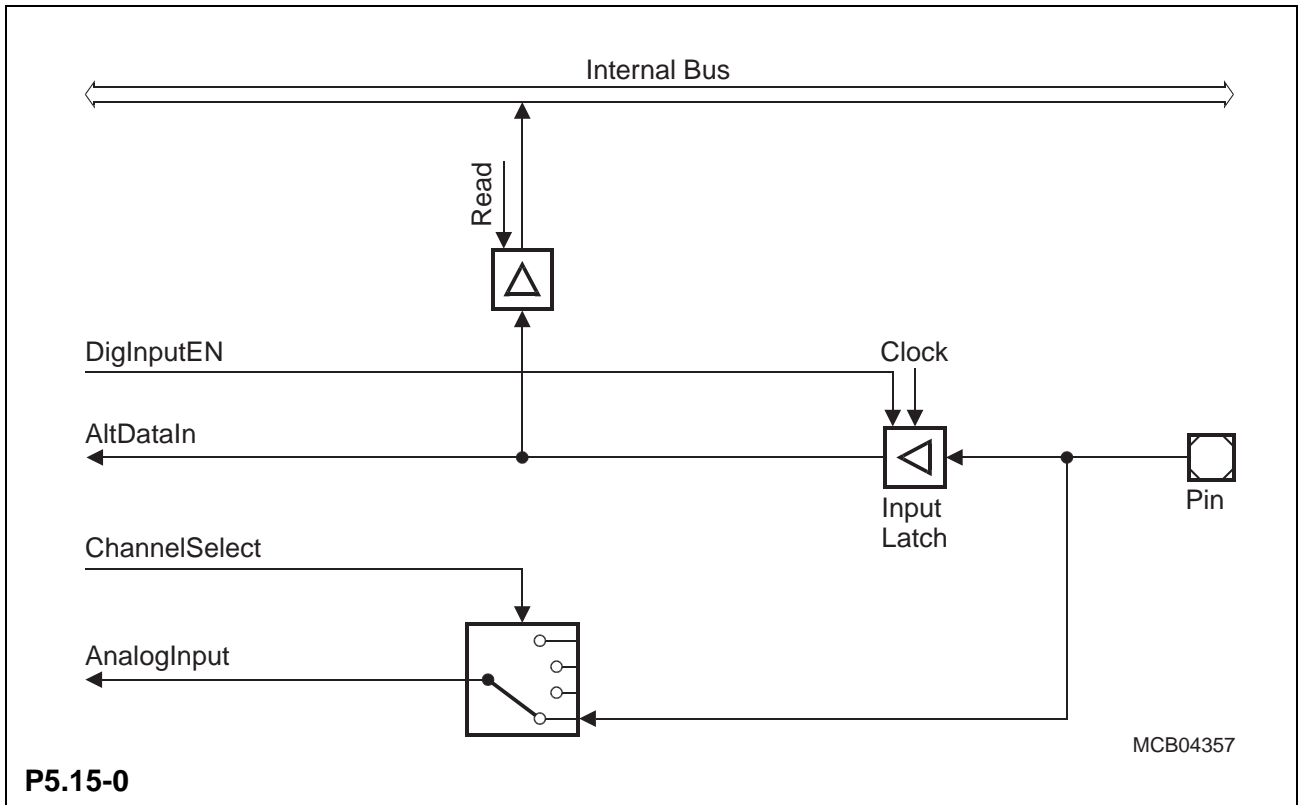 Internal Bus
Read
DigInputEN
Clock
AltDataIn
Pin
Input
Latch
ChannelSelect
AnalogInput
MCB04357
P5.15-0